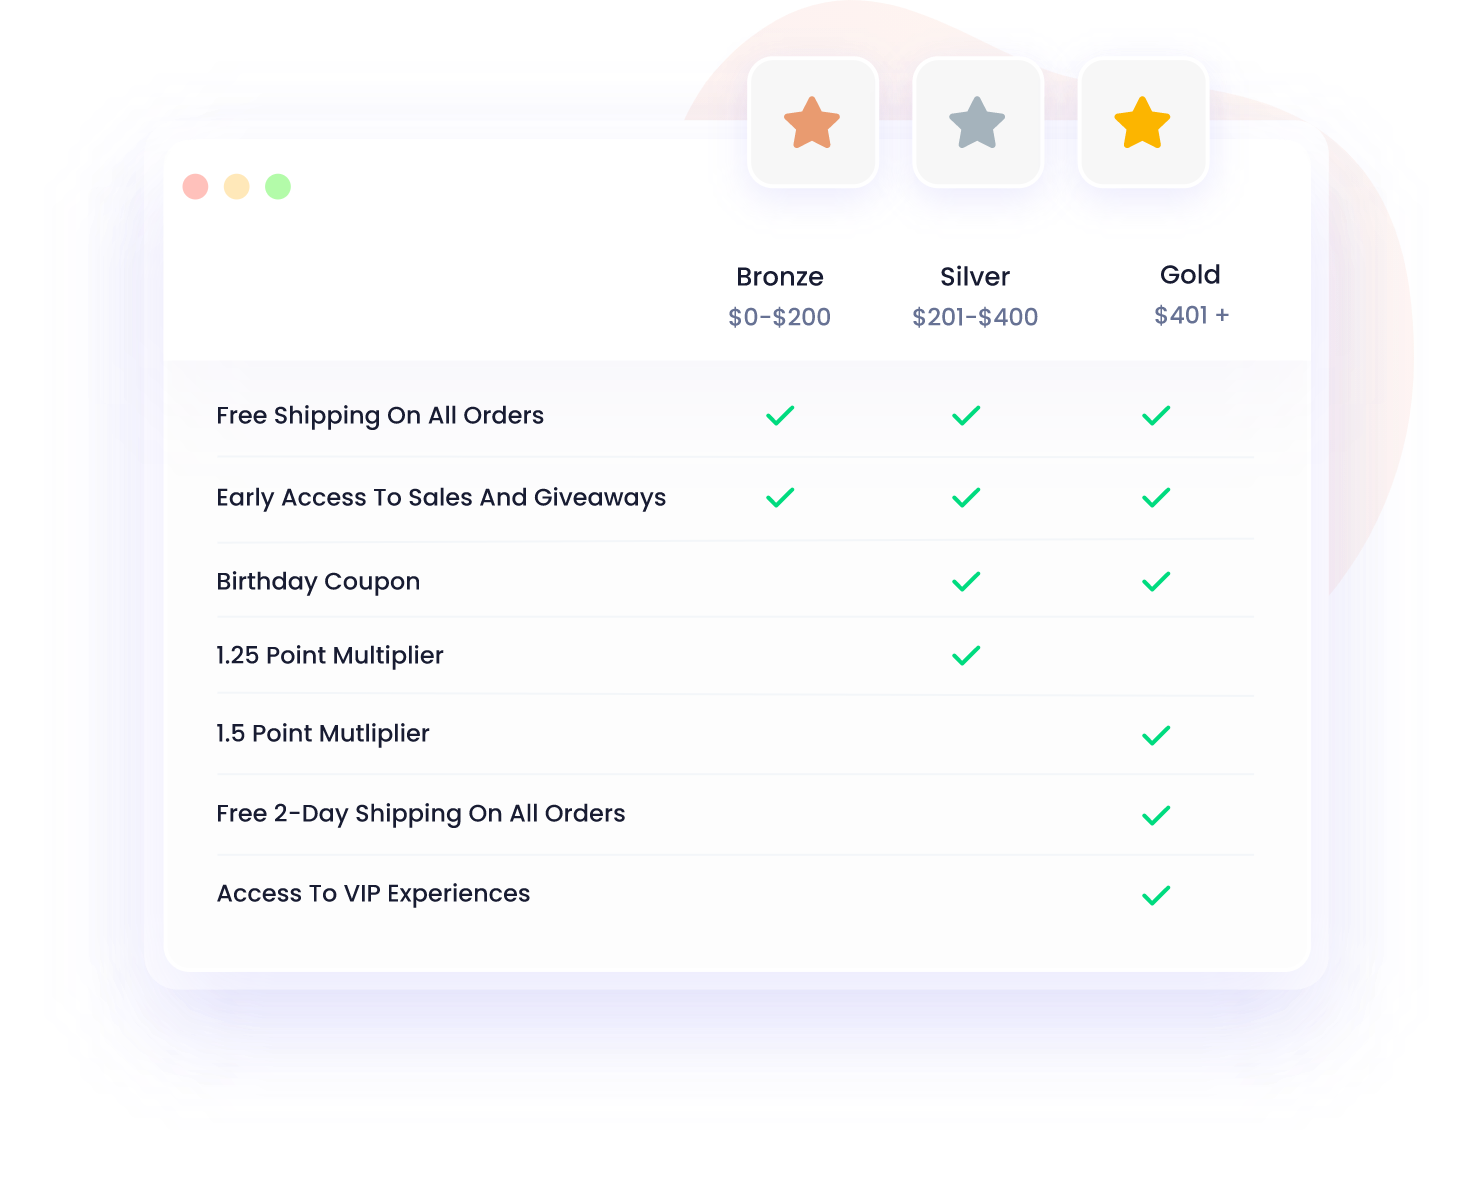 Bronze Silver Gold
$0-$200 $201-$400 $401 +
Free Shipping On All Orders
Early Access To Sales And Giveaways
Birthday Coupon
1.25 Point Multiplier
1.5 Point Mutliplier
Free 2-Day Shipping On All Orders
Access To VIP Experiences